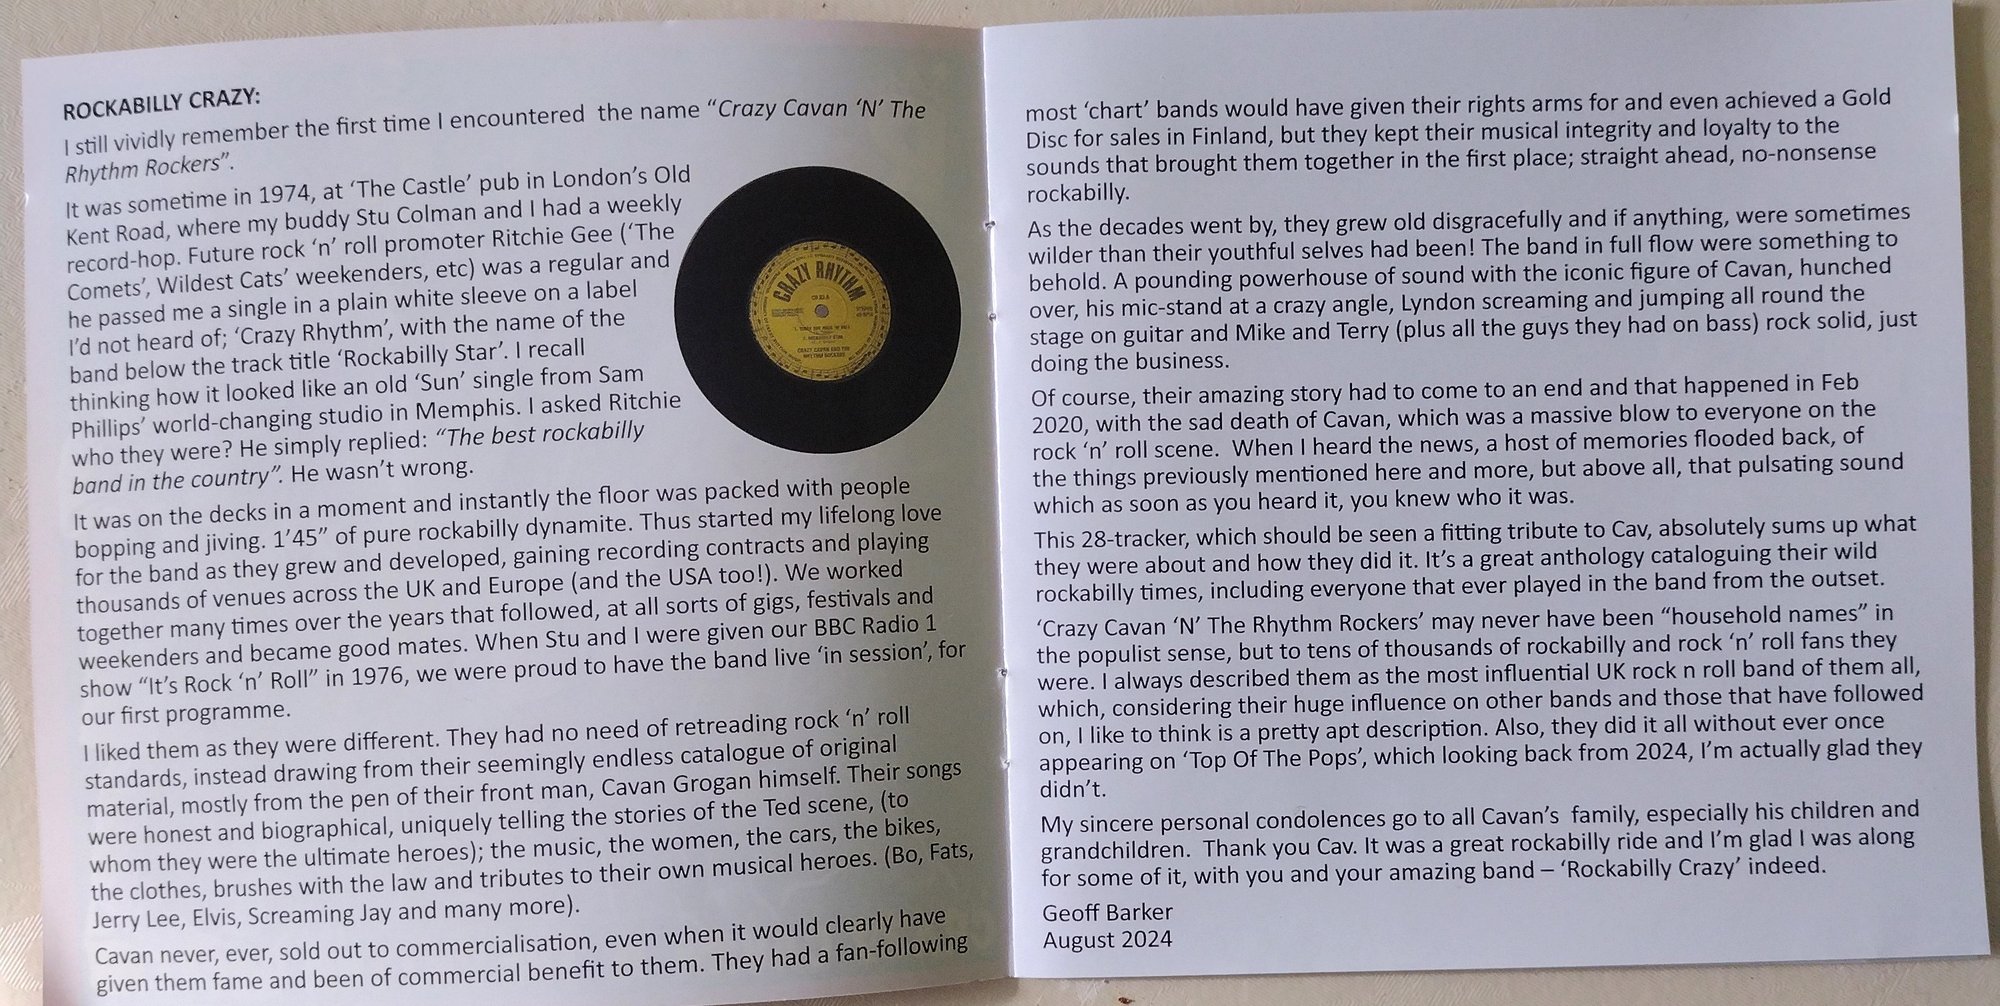 ROCKABILLY CRAZY:
I still vividly remember the first time I encountered the name “Crazy Cavan ‘N’ The
Rhythm Rockers”.
It was sometime in 1974, at ‘The Castle’ pub in London’s Old
Kent Road, where my buddy Stu Colman and I had a weekly
record-hop. Future rock ‘n’ roll promoter Ritchie Gee (‘The
Comets’, Wildest Cats’ weekenders, etc) was a regular and
he passed me a single in a plain white sleeve on a label
I’d not heard of; ‘Crazy Rhythm’, with the name of the
band below the track title ‘Rockabilly Star’. I recall
thinking how it looked like an old ‘Sun’ single from Sam
Phillips’ world-changing studio in Memphis. I asked Ritchie
who they were? He simply replied: “The best rockabilly
band in the country”. He wasn’t wrong.
It was on the decks in a moment and instantly the floor was packed with people
bopping and jiving. 1’45” of pure rockabilly dynamite. Thus started my lifelong love
for the band as they grew and developed, gaining recording contracts and playing
thousands of venues across the UK and Europe (and the USA too!). We worked
together many times over the years that followed, at all sorts of gigs, festivals and
weekenders and became good mates. When Stu and I were given our BBC Radio 1
show “It’s Rock ‘n’ Roll” in 1976, we were proud to have the band live ‘in session’, for
our first programme.
I liked them as they were different. They had no need of retreading rock ‘n’ roll
standards, instead drawing from their seemingly endless catalogue of original
material, mostly from the pen of their front man, Cavan Grogan himself. Their songs
were honest and biographical, uniquely telling the stories of the Ted scene, (to
whom they were the ultimate heroes); the music, the women, the cars, the bikes,
the clothes, brushes with the law and tributes to their own musical heroes. (Bo, Fats,
Jerry Lee, Elvis, Screaming Jay and many more).
Cavan never, ever, sold out to commercialisation, even when it would clearly have
given them fame and been of commercial benefit to them. They had a fan-following
CRAZY RHYTHM
CRAZY CAVAN AND THE
RHYTHM ROCKERS
most ‘chart’ bands would have given their rights arms for and even achieved a Gold
Disc for sales in Finland, but they kept their musical integrity and loyalty to the
sounds that brought them together in the first place; straight ahead, no-nonsense
rockabilly.
As the decades went by, they grew old disgracefully and if anything, were sometimes
wilder than their youthful selves had been! The band in full flow were something to
behold. A pounding powerhouse of sound with the iconic figure of Cavan, hunched
over, his mic-stand at a crazy angle, Lyndon screaming and jumping all round the
stage on guitar and Mike and Terry (plus all the guys they had on bass) rock solid, just
doing the business.
Of course, their amazing story had to come to an end and that happened in Feb
2020, with the sad death of Cavan, which was a massive blow to everyone on the
rock ‘n’ roll scene. When I heard the news, a host of memories flooded back, of
the things previously mentioned here and more, but above all, that pulsating sound
which as soon as you heard it, you knew who it was.
This 28-tracker, which should be seen a fitting tribute to Cav, absolutely sums up what
they were about and how they did it. It’s a great anthology cataloguing their wild
rockabilly times, including everyone that ever played in the band from the outset.
‘Crazy Cavan ‘N’ The Rhythm Rockers’ may never have been “household names” in
the populist sense, but to tens of thousands of rockabilly and rock ‘n’ roll fans they
were. I always described them as the most influential UK rock n roll band of them all,
which, considering their huge influence on other bands and those that have followed
on, I like to think is a pretty apt description. Also, they did it all without ever once
appearing on ‘Top Of The Pops’, which looking back from 2024, I’m actually glad they
didn’t.
My sincere personal condolences go to all Cavan’s family, especially his children and
grandchildren. Thank you Cav. It was a great rockabilly ride and I’m glad I was along
for some of it, with you and your amazing band – ‘Rockabilly Crazy’ indeed.
Geoff Barker
August 2024